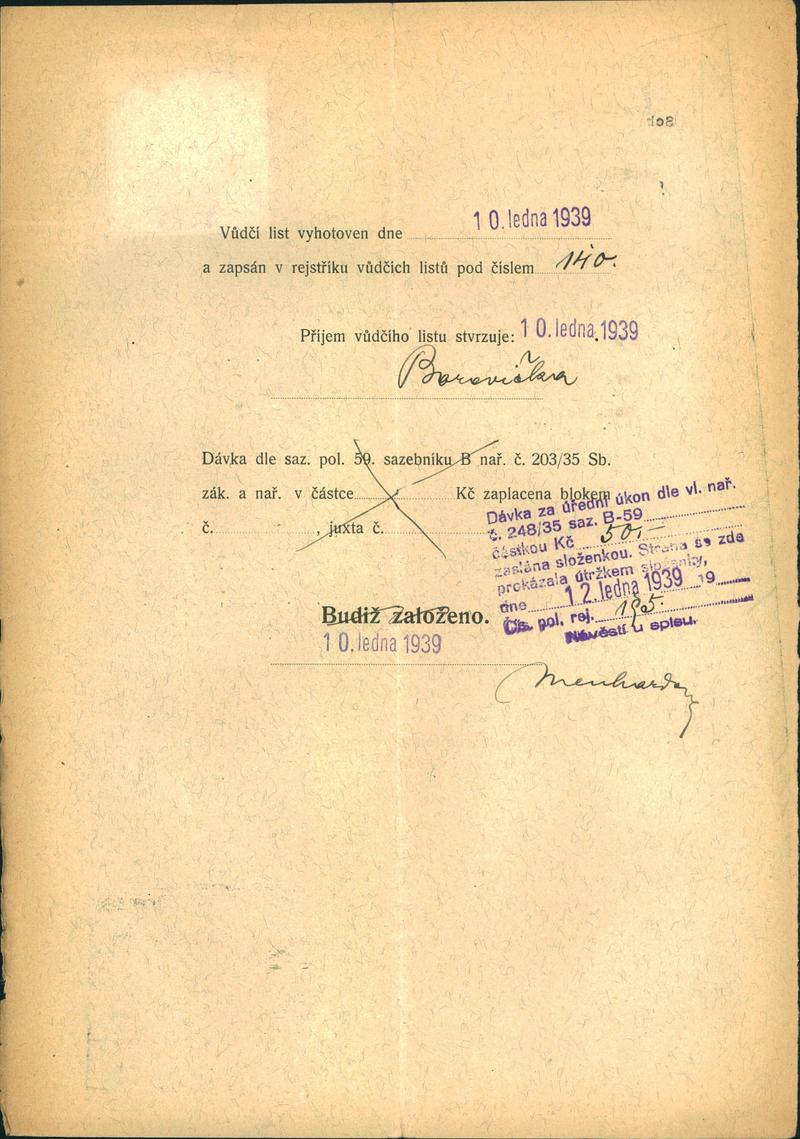 Vůdčí list vyhotoven dne 10. ledna 1939
a zapsán v rejstříku vůdčích listů pod číslem 140.
Příjem vůdčího listu stvrzuje: 10. ledna 1939
Borovička
Dávka dle saz. pol. 59. sazebníku B nař. č. 203/35 Sb.
zák. a nař. v částce Kč zaplacena blokem
č. , juxta č.
Dávka za úřední úkon dle vl. nař.
č. 248/35 saz. B-59
částkou Kč 50.-
zaslána složenkou. Strana se zde
prokázala útržkem složenky,
dne 12. ledna 1939 19
Čís. pol. rej. 195.
Návěstí u spisu.
Budiž založeno.
10. ledna 1939